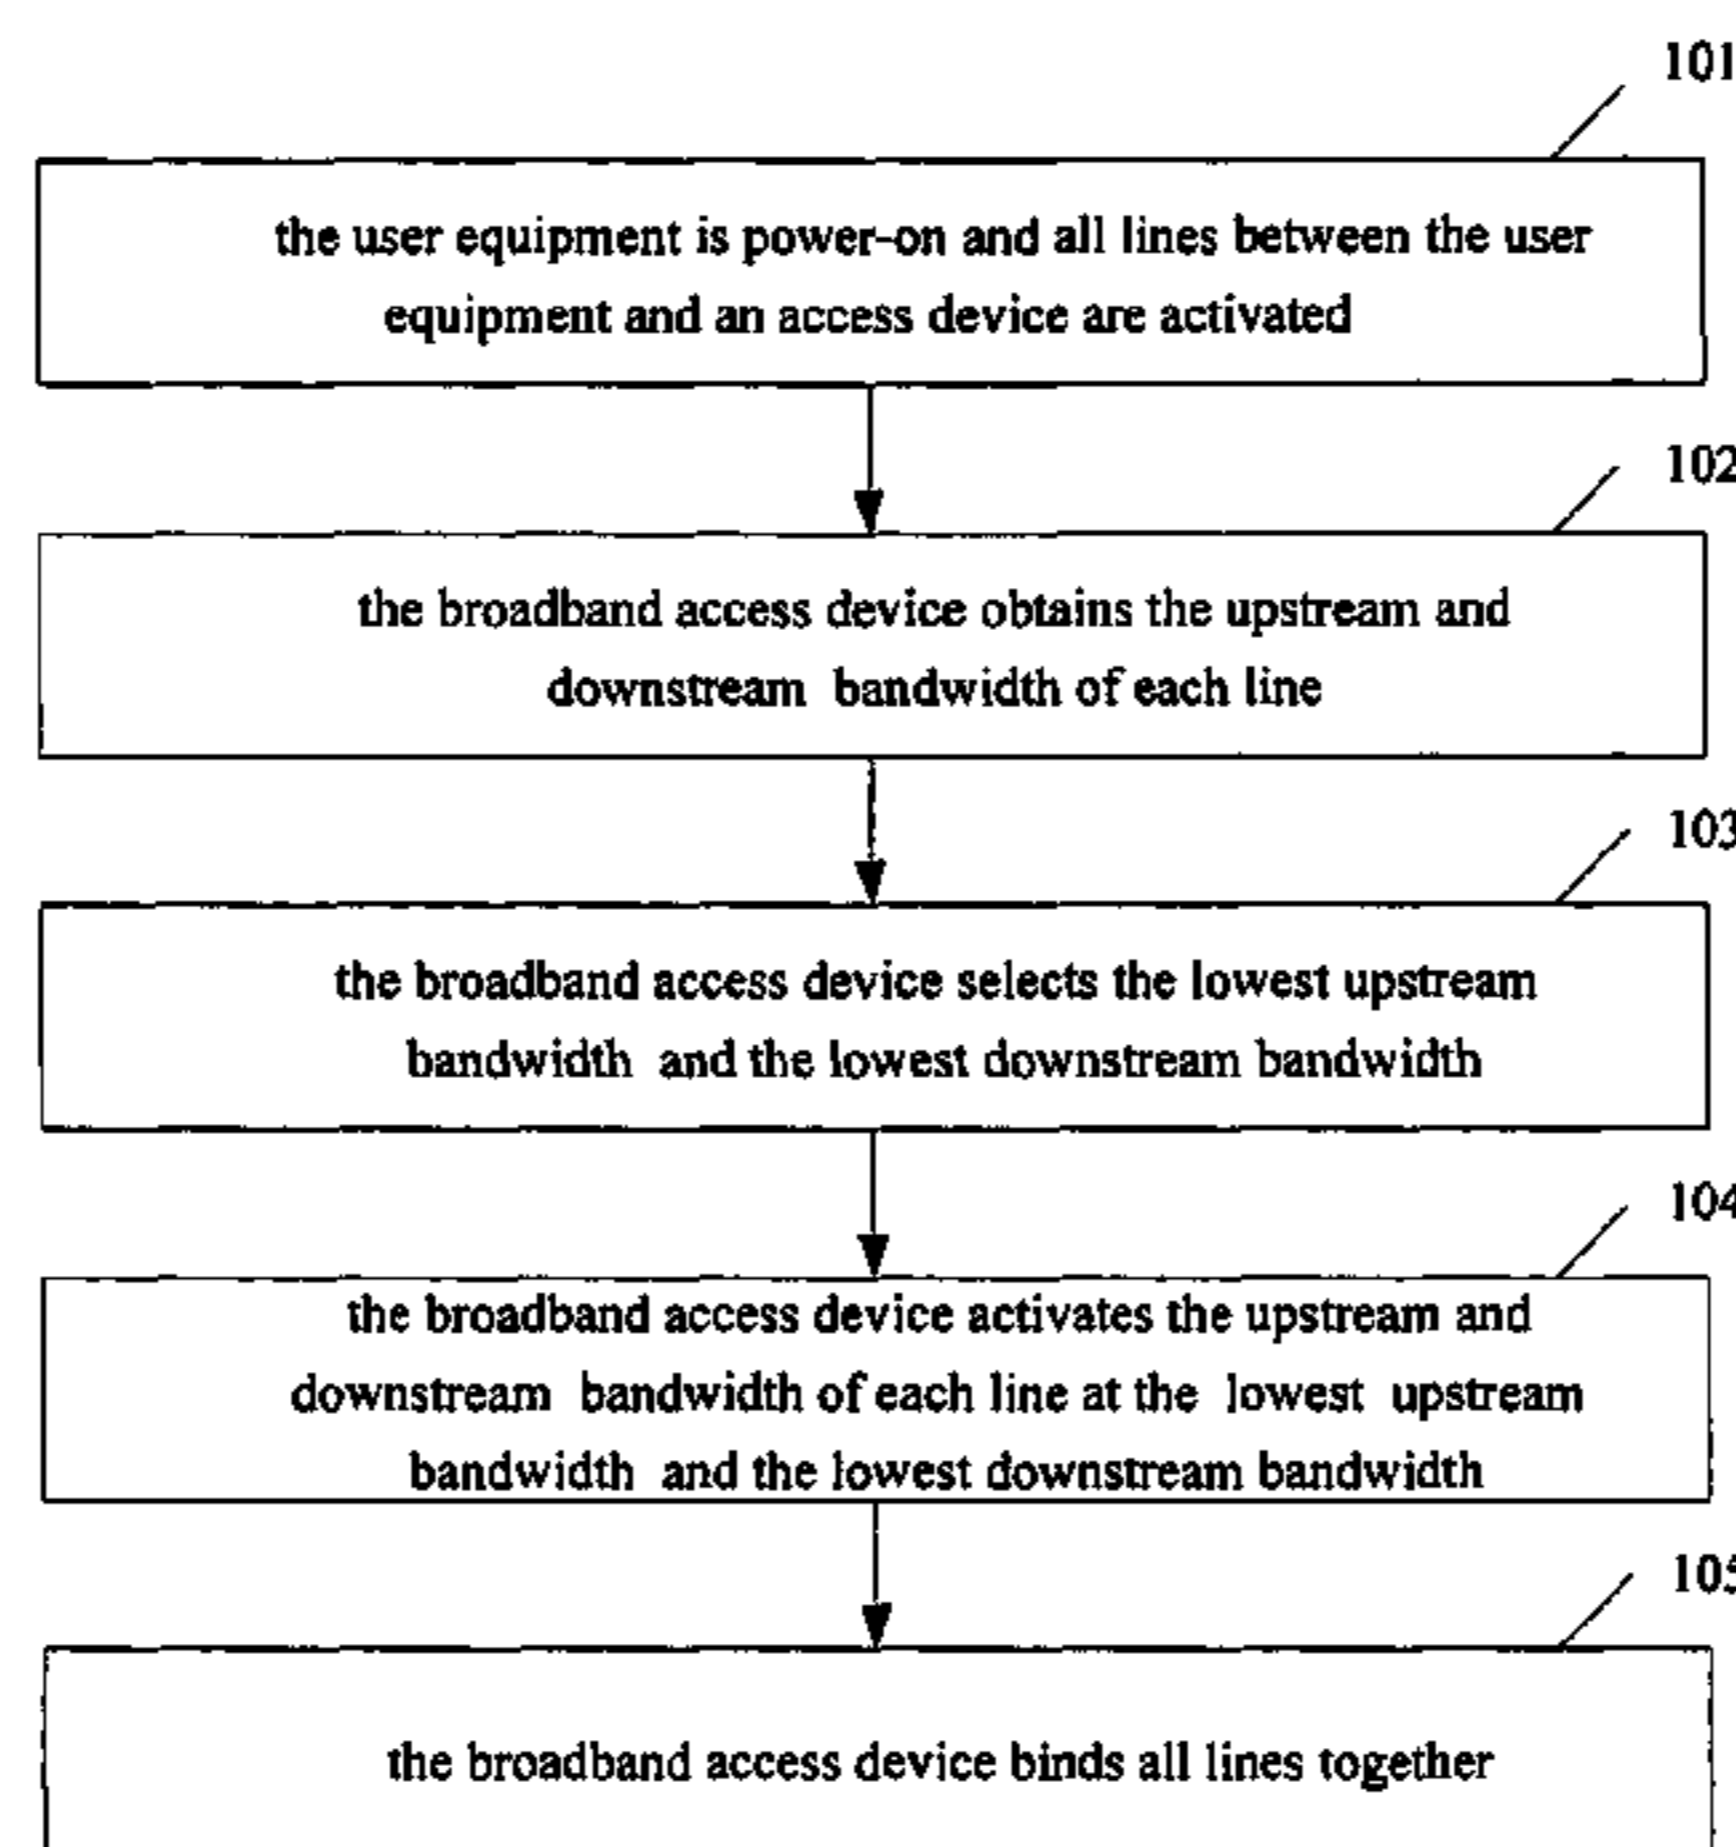 101
the user equipment is power-on and all lines between the user
equipment and an access device are activated
102
the broadband access device obtains the upstream and
downstream bandwidth of each line
103
the broadband access device selects the lowest upstream
bandwidth and the lowest downstream bandwidth
104
the broadband access device activates the upstream and
downstream bandwidth of each line at the lowest upstream
bandwidth and the lowest downstream bandwidth
105
the broadband access device binds all lines together